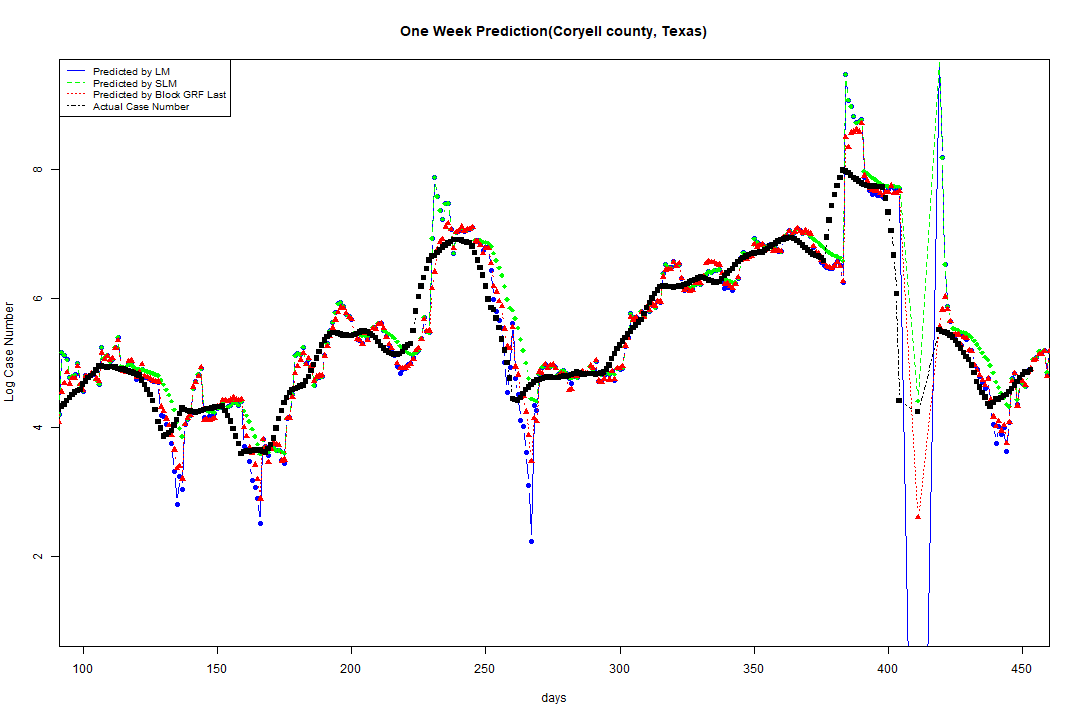 One Week Prediction(Coryell county, Texas)
Predicted by LM
Predicted by SLM
Predicted by Block GRF Last
Actual Case Number
Log Case Number
8
6
4
2
100 150 200 250 300 350 400 450
days